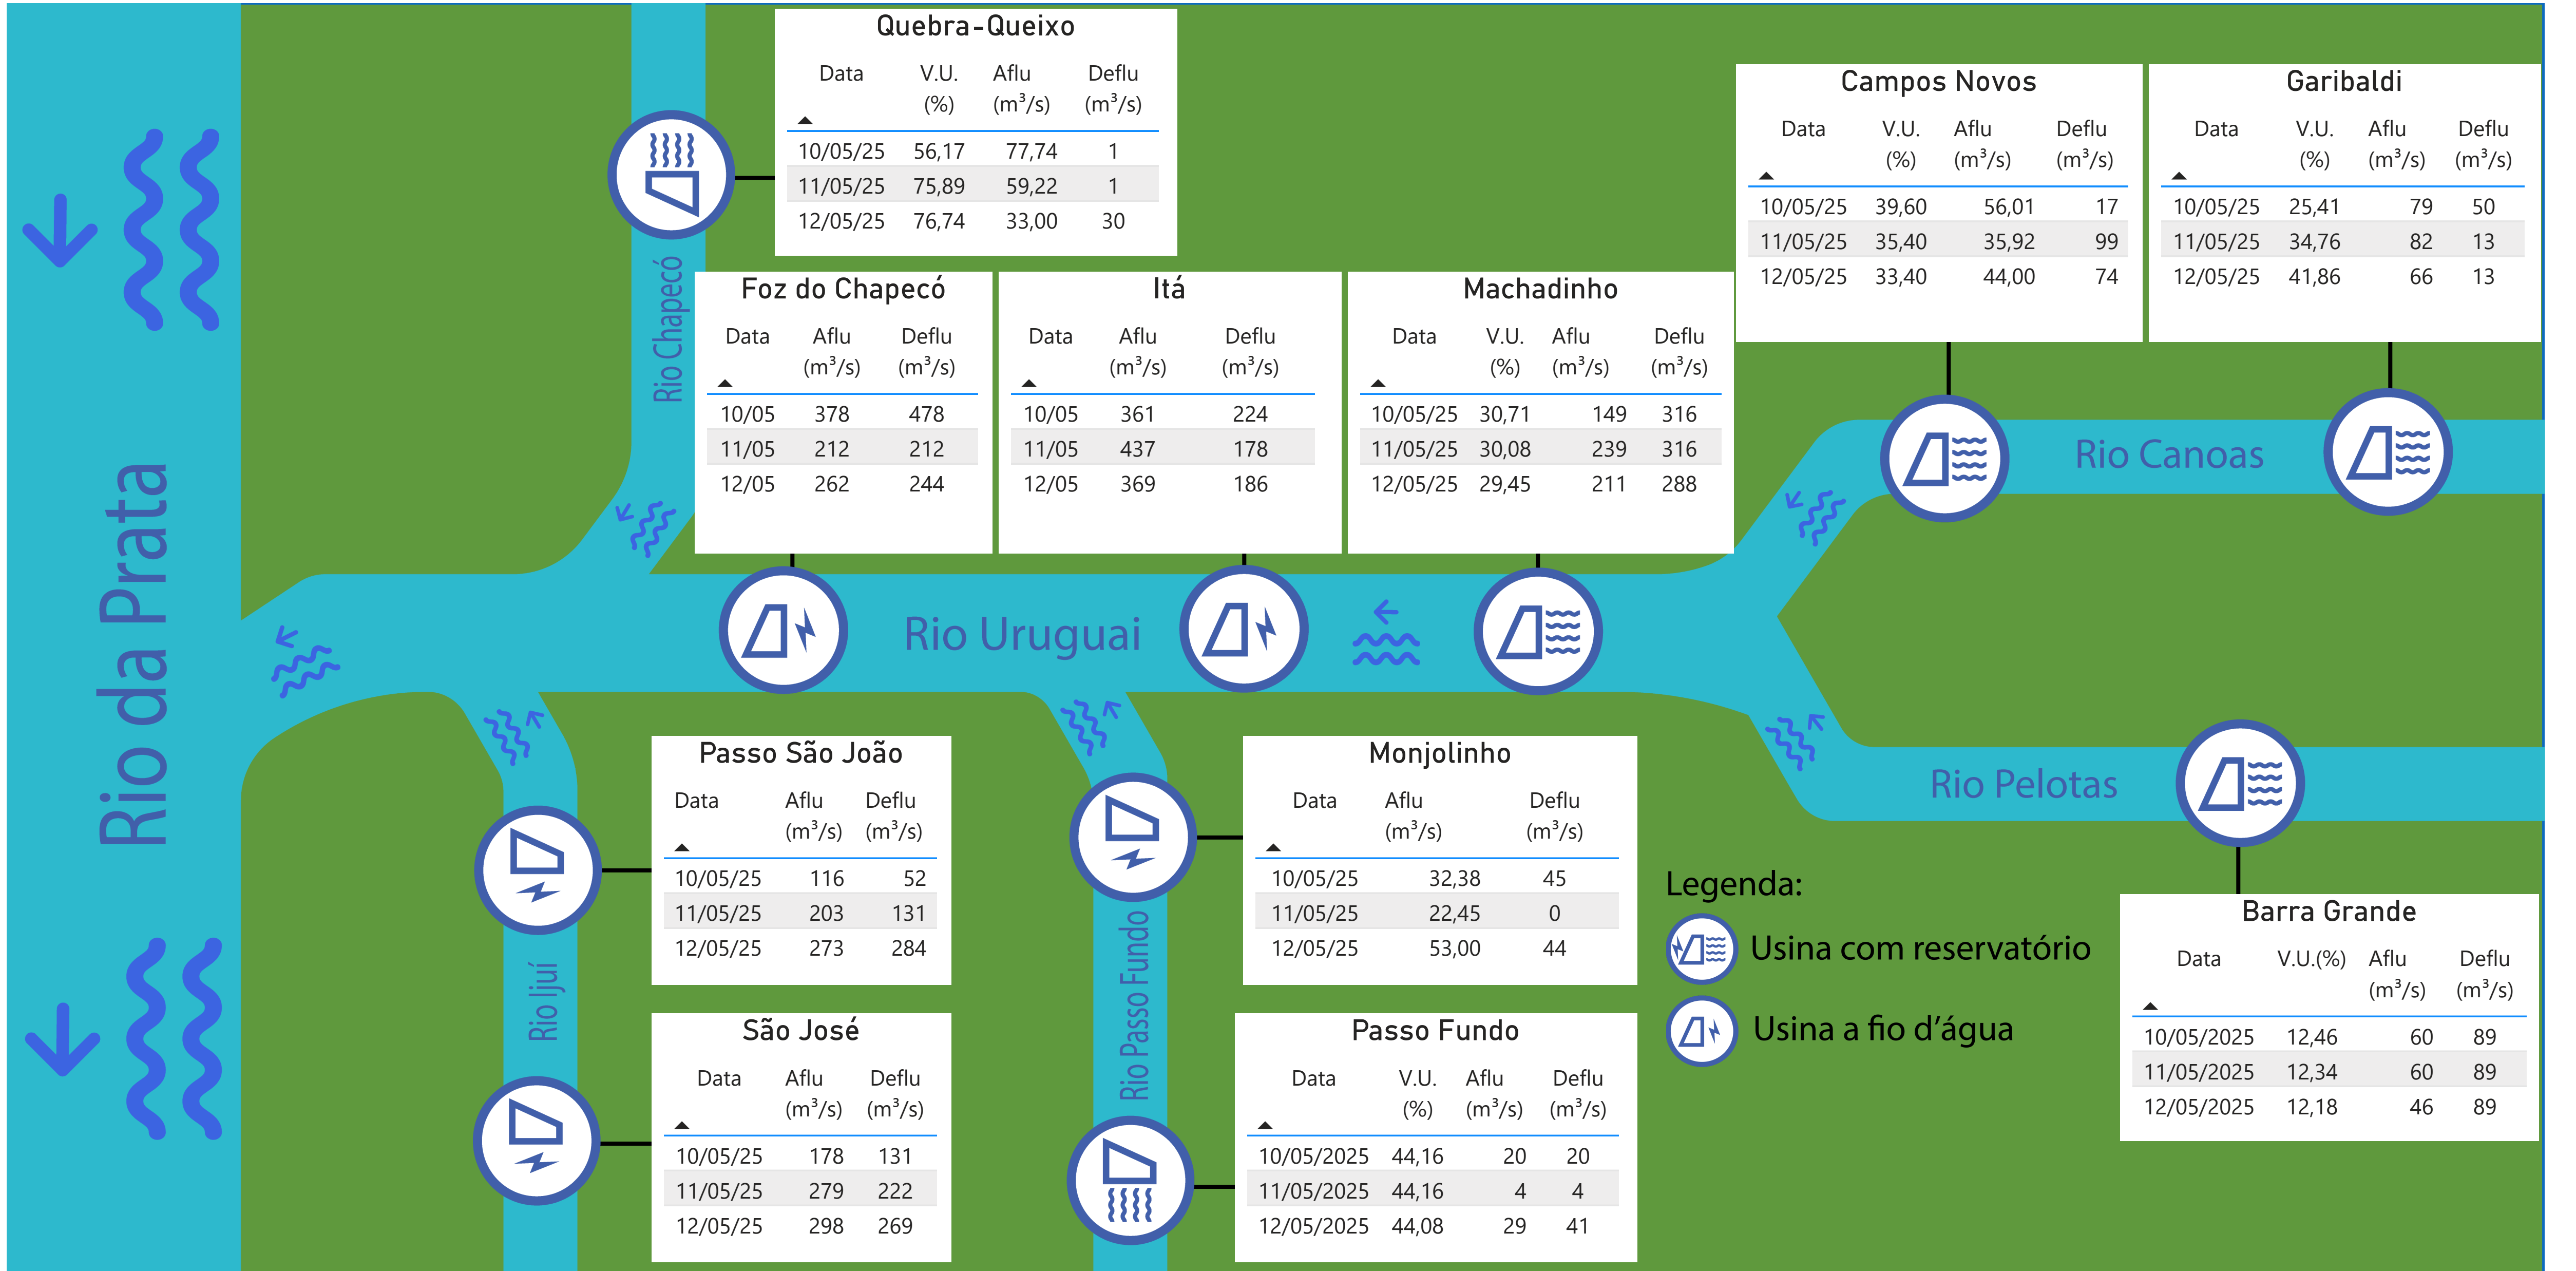 Quebra-Queixo
Data V.U. (%) Aflu (m³/s) Deflu (m³/s)
10/05/25 56,17 77,74 1
11/05/25 75,89 59,22 1
12/05/25 76,74 33,00 30
Campos Novos
Data V.U. (%) Aflu (m³/s) Deflu (m³/s)
10/05/25 39,60 56,01 17
11/05/25 35,40 35,92 99
12/05/25 33,40 44,00 74
Garibaldi
Data V.U. (%) Aflu (m³/s) Deflu (m³/s)
10/05/25 25,41 79 50
11/05/25 34,76 82 13
12/05/25 41,86 66 13
Rio Chapecó
Foz do Chapecó
Data Aflu (m³/s) Deflu (m³/s)
10/05 378 478
11/05 212 212
12/05 262 244
Itá
Data Aflu (m³/s) Deflu (m³/s)
10/05 361 224
11/05 437 178
12/05 369 186
Machadinho
Data V.U. (%) Aflu (m³/s) Deflu (m³/s)
10/05/25 30,71 149 316
11/05/25 30,08 239 316
12/05/25 29,45 211 288
Rio Canoas
Rio da Prata
Rio Uruguai
Rio Pelotas
Passo São João
Data Aflu (m³/s) Deflu (m³/s)
10/05/25 116 52
11/05/25 203 131
12/05/25 273 284
Monjolinho
Data Aflu (m³/s) Deflu (m³/s)
10/05/25 32,38 45
11/05/25 22,45 0
12/05/25 53,00 44
Legenda:
Usina com reservatório
Usina a fio d'água
Barra Grande
Data V.U.(%) Aflu (m³/s) Deflu (m³/s)
10/05/2025 12,46 60 89
11/05/2025 12,34 60 89
12/05/2025 12,18 46 89
Rio Ijuí
São José
Data Aflu (m³/s) Deflu (m³/s)
10/05/25 178 131
11/05/25 279 222
12/05/25 298 269
Rio Passo Fundo
Passo Fundo
Data V.U. (%) Aflu (m³/s) Deflu (m³/s)
10/05/2025 44,16 20 20
11/05/2025 44,16 4 4
12/05/2025 44,08 29 41